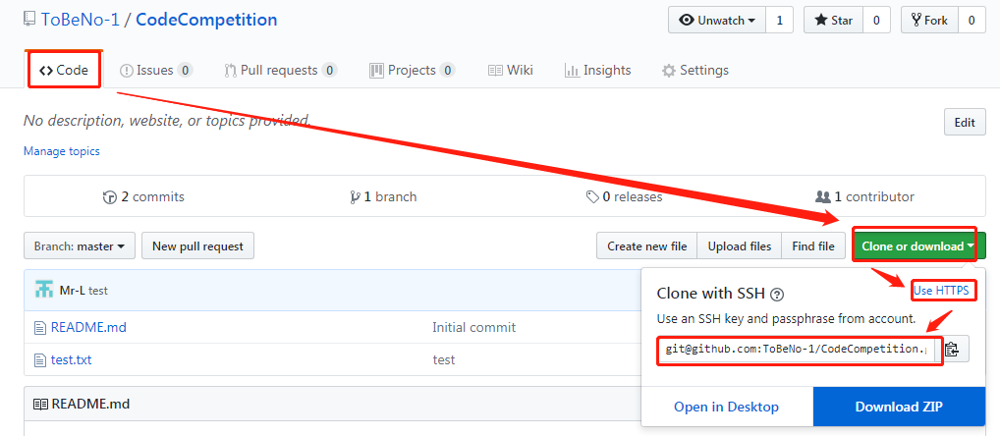 ToBeNo-1 / CodeCompetition
Unwatch 1 Star 0 Fork 0
Code Issues 0 Pull requests 0 Projects 0 Wiki Insights Settings
No description, website, or topics provided. Edit
Manage topics
2 commits 1 branch 0 releases 1 contributor
Branch: master New pull request Create new file Upload files Find file Clone or download
Mr-L test
README.md Initial commit
test.txt test
README.md
Clone with SSH ? Use HTTPS
Use an SSH key and passphrase from account.
git@github.com:ToBeNo-1/CodeCompetition.
Open in Desktop Download ZIP